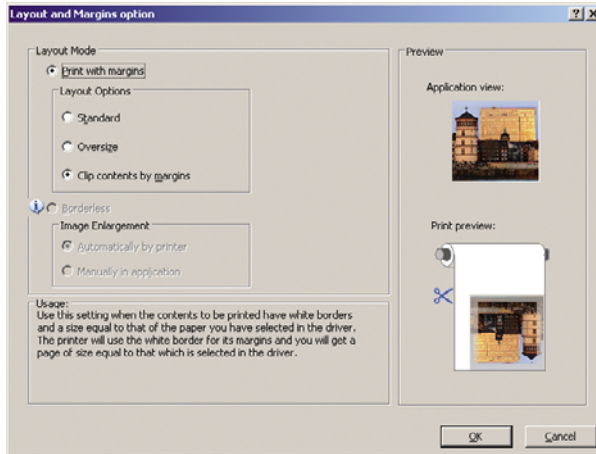 Layout and Margins option
Layout Mode
Print with margins
Layout Options
Standard
Oversize
Clip contents by margins
Borderless
Image Enlargement
Automatically by printer
Manually in application
Usage:
Use this setting when the contents to be printed have white borders
and a size equal to that of the paper you have selected in the driver.
The printer will use the white border for its margins and you will get a
page of size equal to that which is selected in the driver.
Preview
Application view:
Print preview:
OK
Cancel